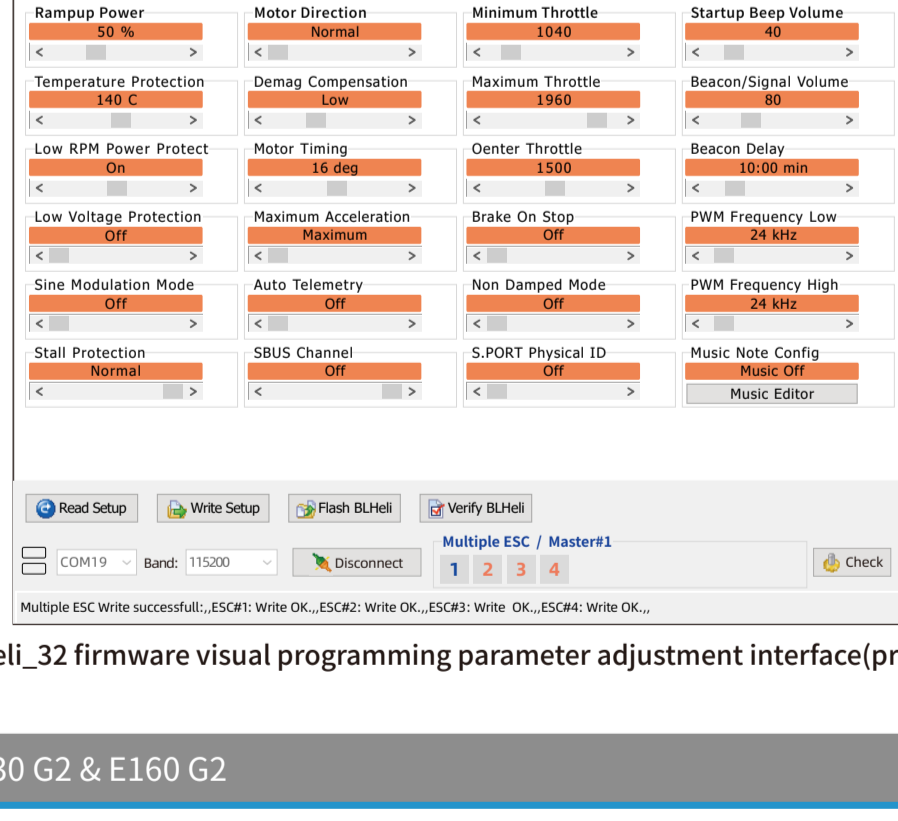 Rampup Power Motor Direction Minimum Throttle Startup Beep Volume
50 % Normal 1040 40
< > < > < > < >
Temperature Protection Demag Compensation Maximum Throttle Beacon/Signal Volume
140 C Low 1960 80
< > < > < > < >
Low RPM Power Protect Motor Timing Oenter Throttle Beacon Delay
On 16 deg 1500 10:00 min
< > < > < > < >
Low Voltage Protection Maximum Acceleration Brake On Stop PWM Frequency Low
Off Maximum Off 24 kHz
< > < > < > < >
Sine Modulation Mode Auto Telemetry Non Damped Mode PWM Frequency High
Off Off Off 24 kHz
< > < > < > < >
Stall Protection SBUS Channel S.PORT Physical ID Music Note Config
Normal Off Off Music Off
< > < > < > Music Editor
Read Setup Write Setup Flash BLHeli Verify BLHeli
Multiple ESC / Master#1
COM19 Band: 115200 Disconnect 1 2 3 4 Check
Multiple ESC Write successfull:,,ESC#1: Write OK.,,ESC#2: Write OK.,,ESC#3: Write OK.,,ESC#4: Write OK.,,
eli_32 firmware visual programming parameter adjustment interface(pr
30 G2 & E160 G2